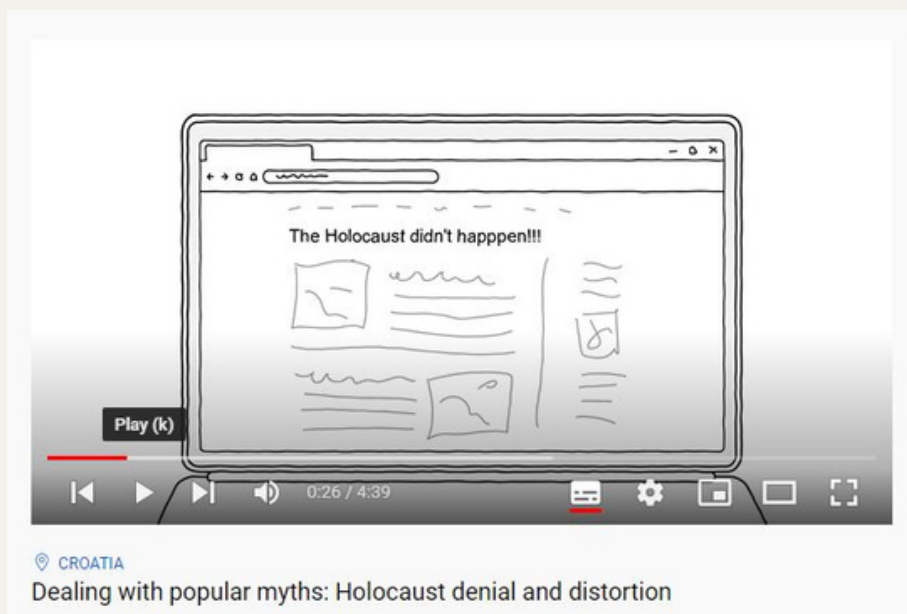 The Holocaust didn't happpen!!!
Play (k)
0:26 / 4:39
CROATIA
Dealing with popular myths: Holocaust denial and distortion